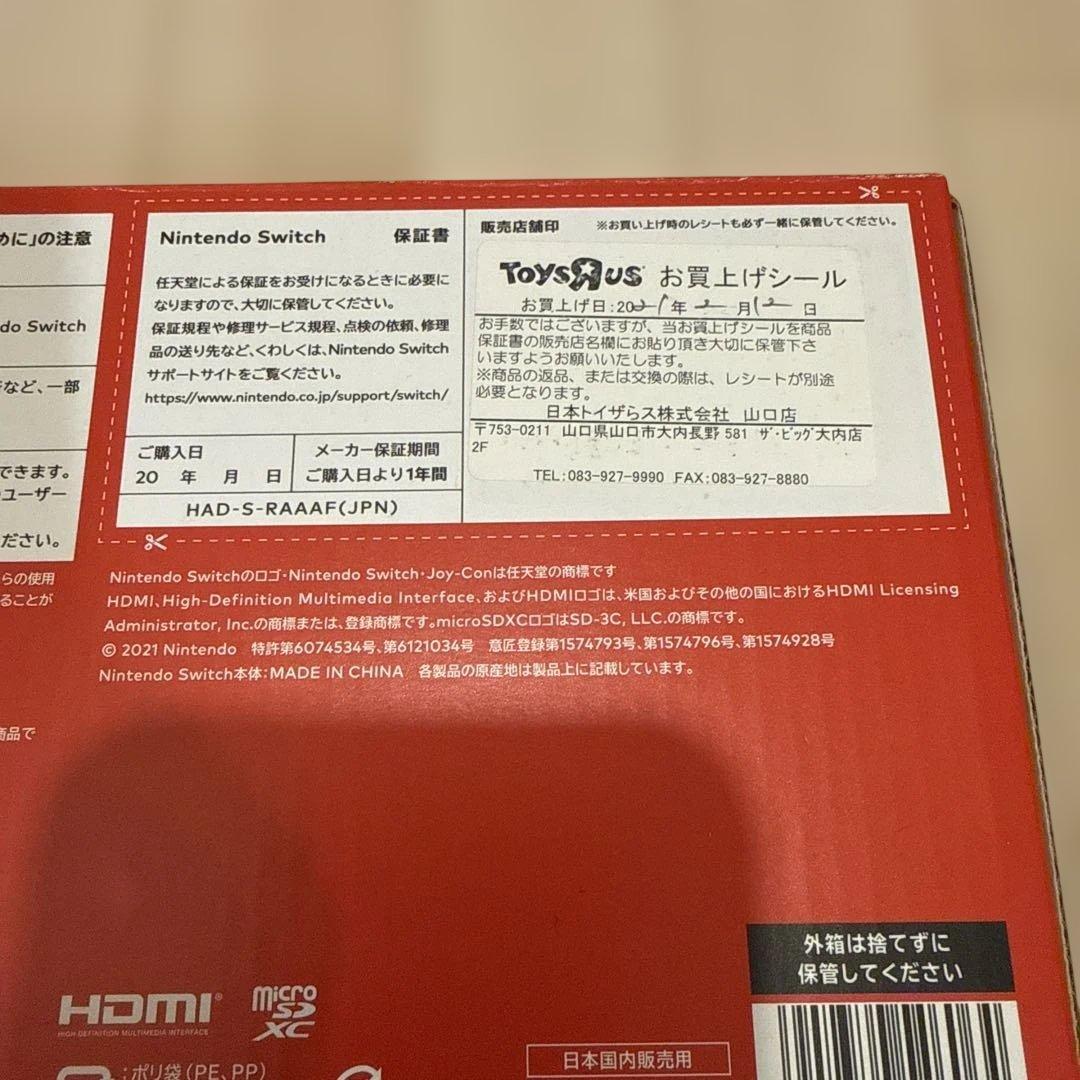 めに」の注意
do Switch
など、一部
できます。
ユーザー
ださい。
らの使用
ることが
商品で
Nintendo Switch 保証書
任天堂による保証をお受けになるときに必要に
なりますので、大切に保管してください。
保証規程や修理サービス規程、点検の依頼、修理
品の送り先など、くわしくは、Nintendo Switch
サポートサイトをご覧ください。
https://www.nintendo.co.jp/support/switch/
ご購入日
20 年 月 日
メーカー保証期間
ご購入日より1年間
HAD-S-RAAAF(JPN)
販売店舗印 ※お買い上げ時のレシートも必ず一緒に保管してください。
TOYS R US お買上げシール
お買上げ日:2021年 2 月12 日
お手数ではございますが、当お買上げシールを商品
保証書の販売店名欄にお貼り頂き大切に保管下さ
いますようお願いいたします。
※商品の返品、または交換の際は、レシートが別途
必要となります。
日本トイザらス株式会社 山口店
〒753-0211 山口県山口市大内長野 581 ザ・ビッグ大内店
2F
TEL:083-927-9990 FAX:083-927-8880
Nintendo Switchのロゴ・Nintendo Switch・Joy-Conは任天堂の商標です
HDMI、High-Definition Multimedia Interface、およびHDMIロゴは、米国およびその他の国におけるHDMI Licensing
Administrator, Inc.の商標または、登録商標です。microSDXCロゴはSD-3C, LLC.の商標です。
© 2021 Nintendo 特許第6074534号、第6121034号 意匠登録第1574793号、第1574796号、第1574928号
Nintendo Switch本体：MADE IN CHINA 各製品の原産地は製品上に記載しています。
外箱は捨てずに
保管してください
HDMI®
HIGH-DEFINITION MULTIMEDIA INTERFACE
micro SD XC
日本国内販売用
：ポリ袋（PE、PP）